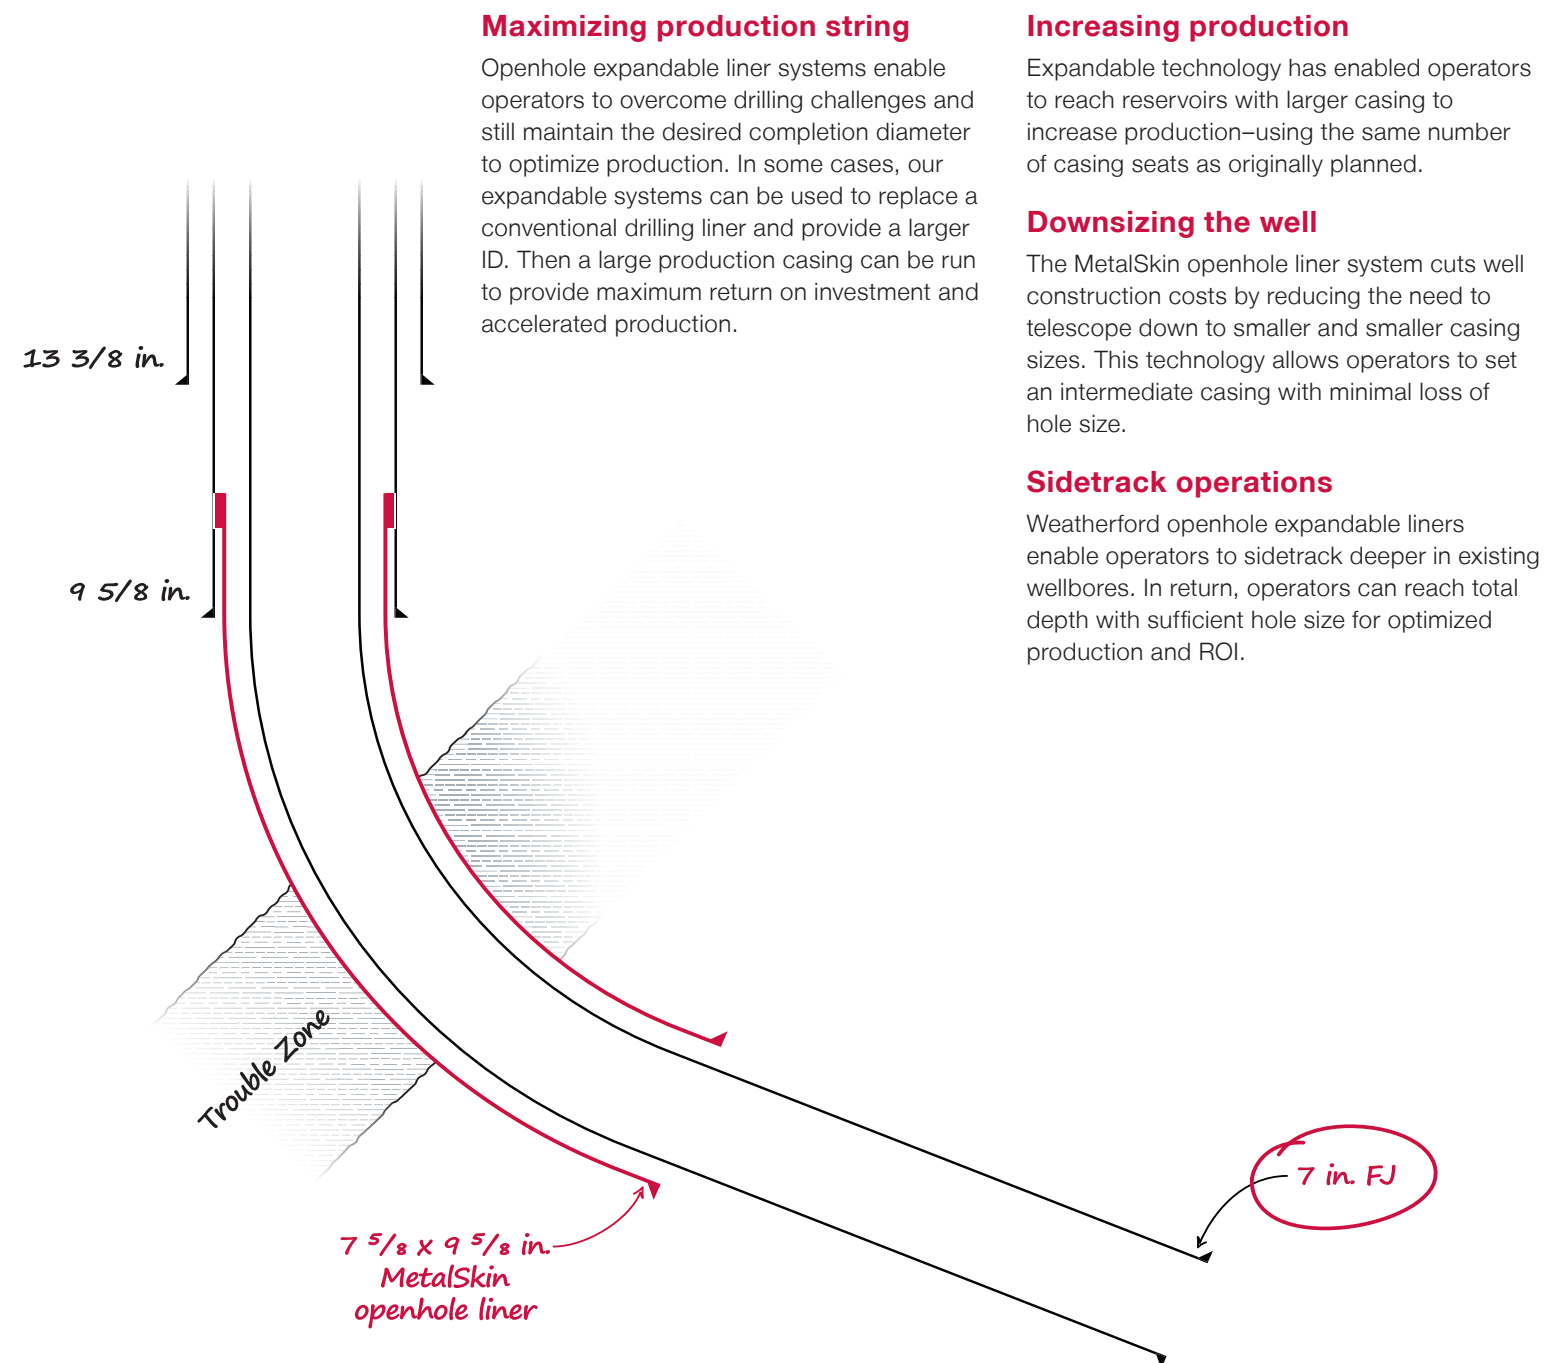 Maximizing production string
Openhole expandable liner systems enable
operators to overcome drilling challenges and
still maintain the desired completion diameter
to optimize production. In some cases, our
expandable systems can be used to replace a
conventional drilling liner and provide a larger
ID. Then a large production casing can be run
to provide maximum return on investment and
accelerated production.
Increasing production
Expandable technology has enabled operators
to reach reservoirs with larger casing to
increase production–using the same number
of casing seats as originally planned.
Downsizing the well
The MetalSkin openhole liner system cuts well
construction costs by reducing the need to
telescope down to smaller and smaller casing
sizes. This technology allows operators to set
an intermediate casing with minimal loss of
hole size.
Sidetrack operations
Weatherford openhole expandable liners
enable operators to sidetrack deeper in existing
wellbores. In return, operators can reach total
depth with sufficient hole size for optimized
production and ROI.
13 3/8 in.
9 5/8 in.
Trouble Zone
7 5/8 x 9 5/8 in.
MetalSkin
openhole liner
7 in. FJ